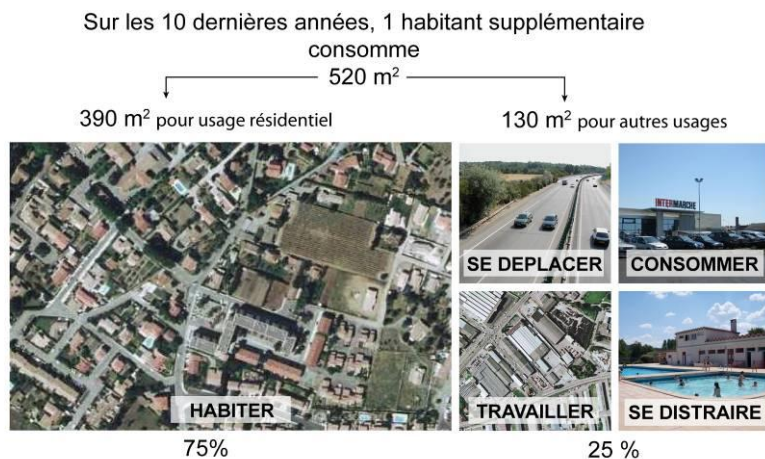 Sur les 10 dernières années, 1 habitant supplémentaire
consomme
520 m²
390 m² pour usage résidentiel
130 m² pour autres usages
INTERMARCHE
SE DEPLACER
CONSOMMER
HABITER
TRAVAILLER
SE DISTRAIRE
75%
25 %